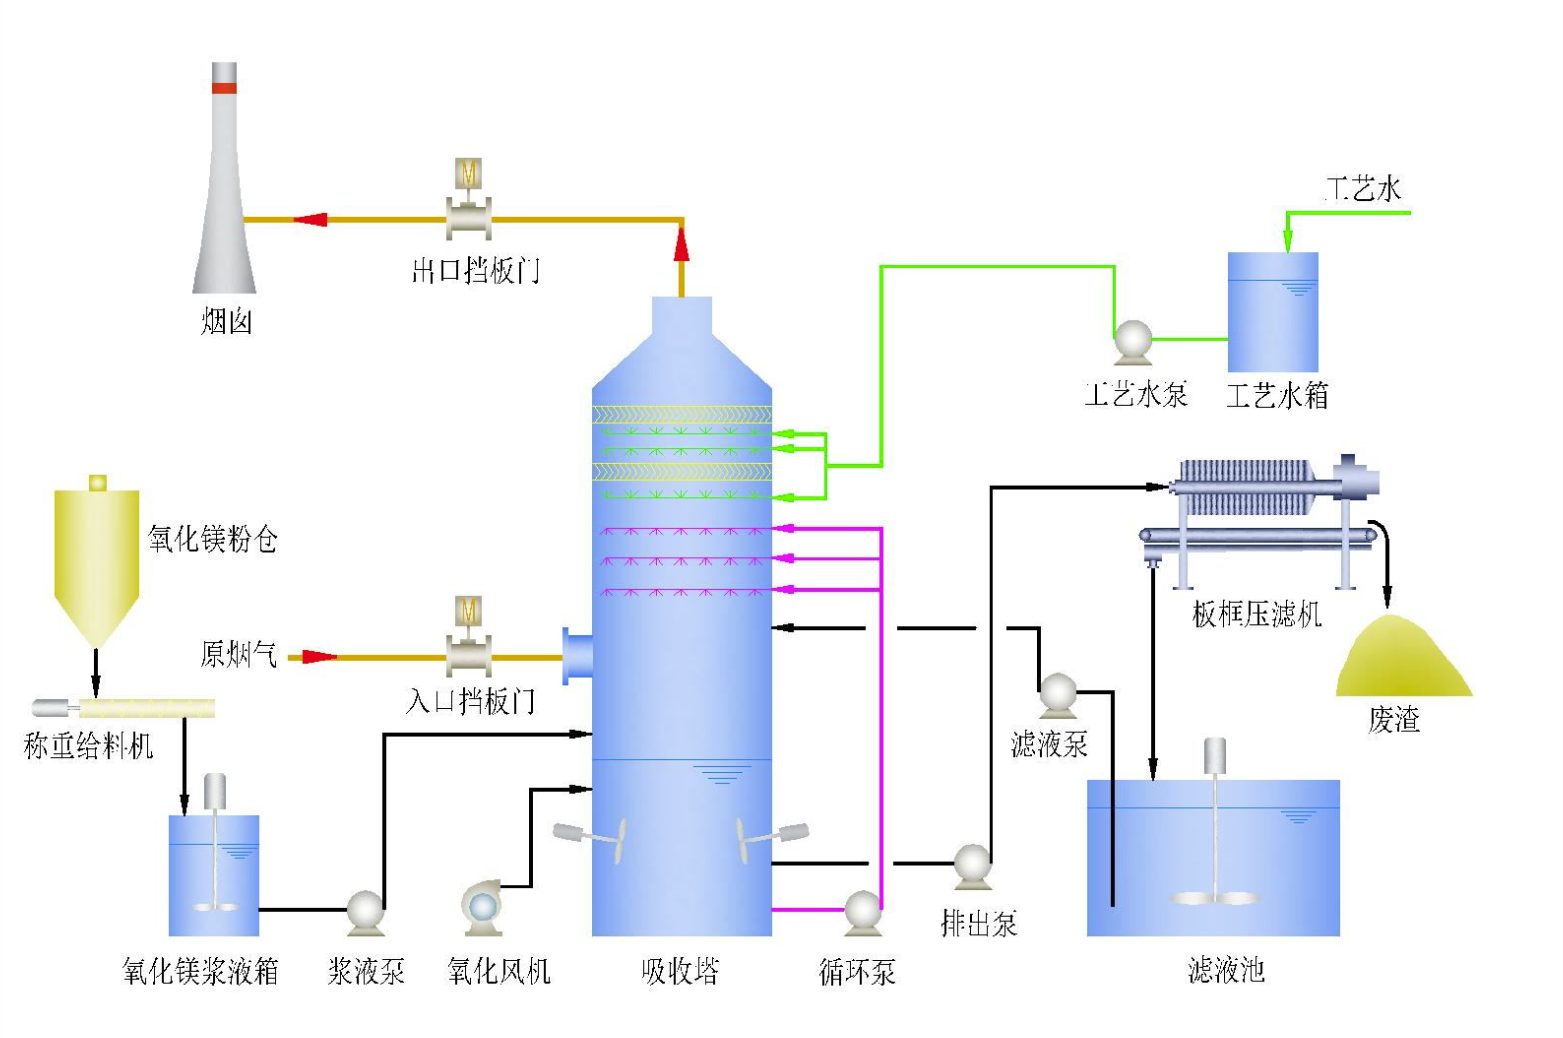 工艺水
出口挡板门
烟囱
工艺水泵
工艺水箱
氧化镁粉仓
板框压滤机
原烟气
入口挡板门
废渣
称重给料机
滤液泵
排出泵
氧化镁浆液箱
浆液泵
氧化风机
吸收塔
循环泵
滤液池